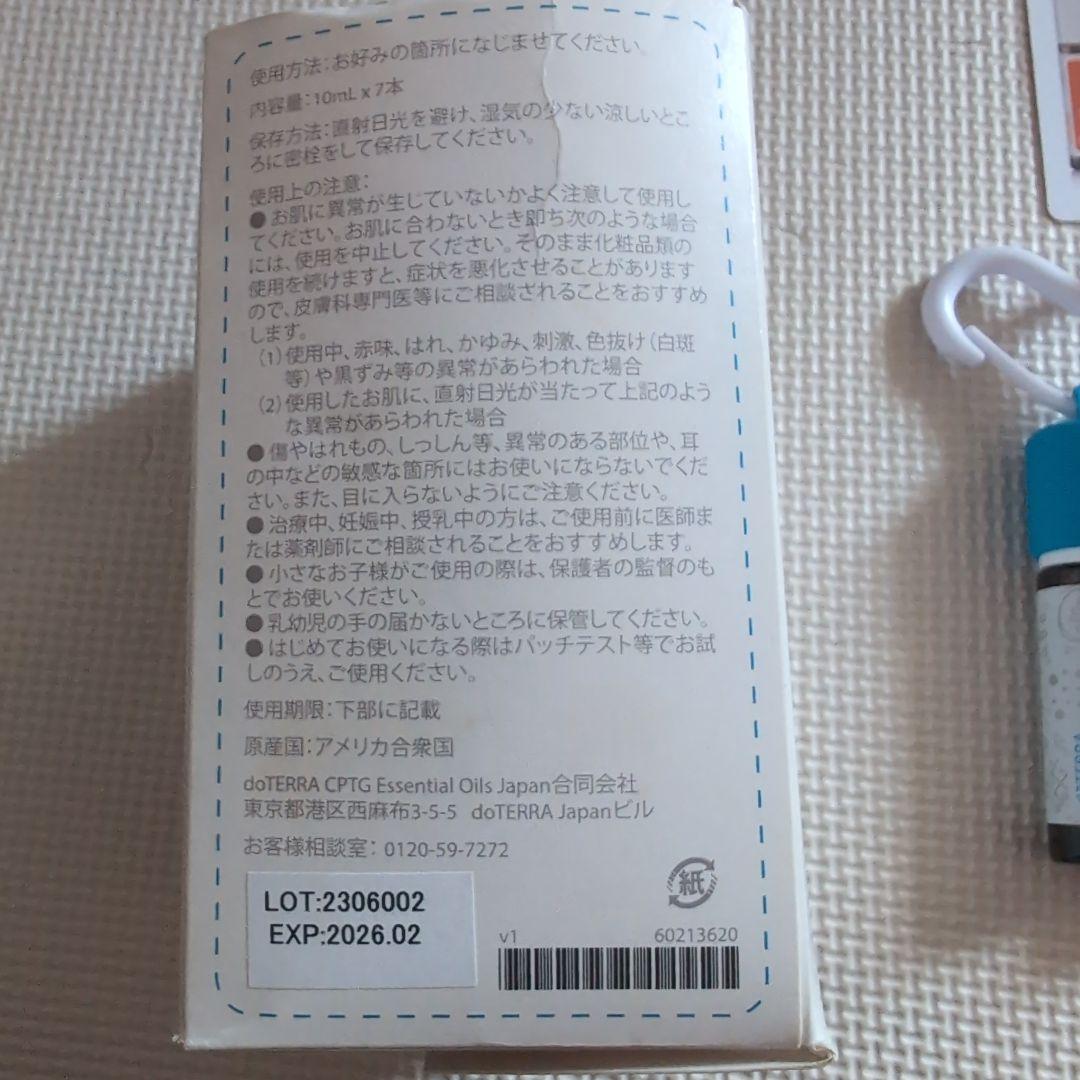 使用方法：お好みの箇所になじませてください。
内容量：10mL x 7本
保存方法：直射日光を避け、湿気の少ない涼しいとこ
ろに密栓をして保存してください。
使用上の注意：
● お肌に異常が生じていないかよく注意して使用し
てください。お肌に合わないとき即ち次のような場合
には、使用を中止してください。そのまま化粧品類の
使用を続けますと、症状を悪化させることがあります
ので、皮膚科専門医等にご相談されることをおすすめ
します。
(1) 使用中、赤味、はれ、かゆみ、刺激、色抜け（白斑
等）や黒ずみ等の異常があらわれた場合
(2) 使用したお肌に、直射日光が当たって上記のよう
な異常があらわれた場合
● 傷やはれもの、しっしん等、異常のある部位や、耳
の中などの敏感な箇所にはお使いにならないでくだ
さい。また、目に入らないようにご注意ください。
● 治療中、妊娠中、授乳中の方は、ご使用前に医師ま
たは薬剤師にご相談されることをおすすめします。
● 小さなお子様がご使用の際は、保護者の監督のも
とでお使いください。
● 乳幼児の手の届かないところに保管してください。
● はじめてお使いになる際はパッチテスト等でお試
しのうえ、ご使用ください。
使用期限：下部に記載
原産国：アメリカ合衆国
doTERRA CPTG Essential Oils Japan合同会社
東京都港区西麻布3-5-5 doTERRA Japanビル
お客様相談室： 0120-59-7272
紙
LOT:2306002
EXP:2026.02
v1 60213620